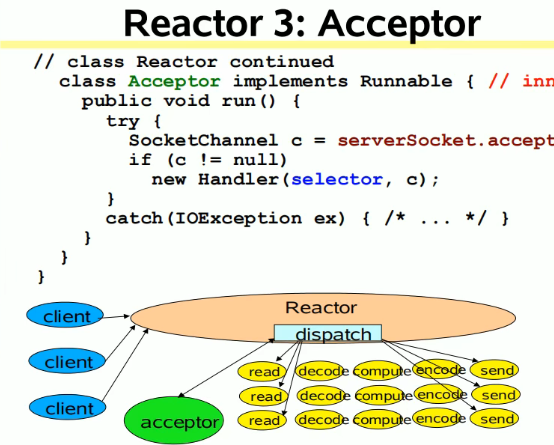 Reactor 3: Acceptor
// class Reactor continued
class Acceptor implements Runnable { // inn
public void run() {
try {
SocketChannel c = serverSocket.accept
if (c != null)
new Handler(selector, c);
}
catch(IOException ex) { /* ... */ }
}
}
}
Reactor
client
dispatch
client
read decode compute encode send
read decode compute encode send
client
acceptor
read decode compute encode send